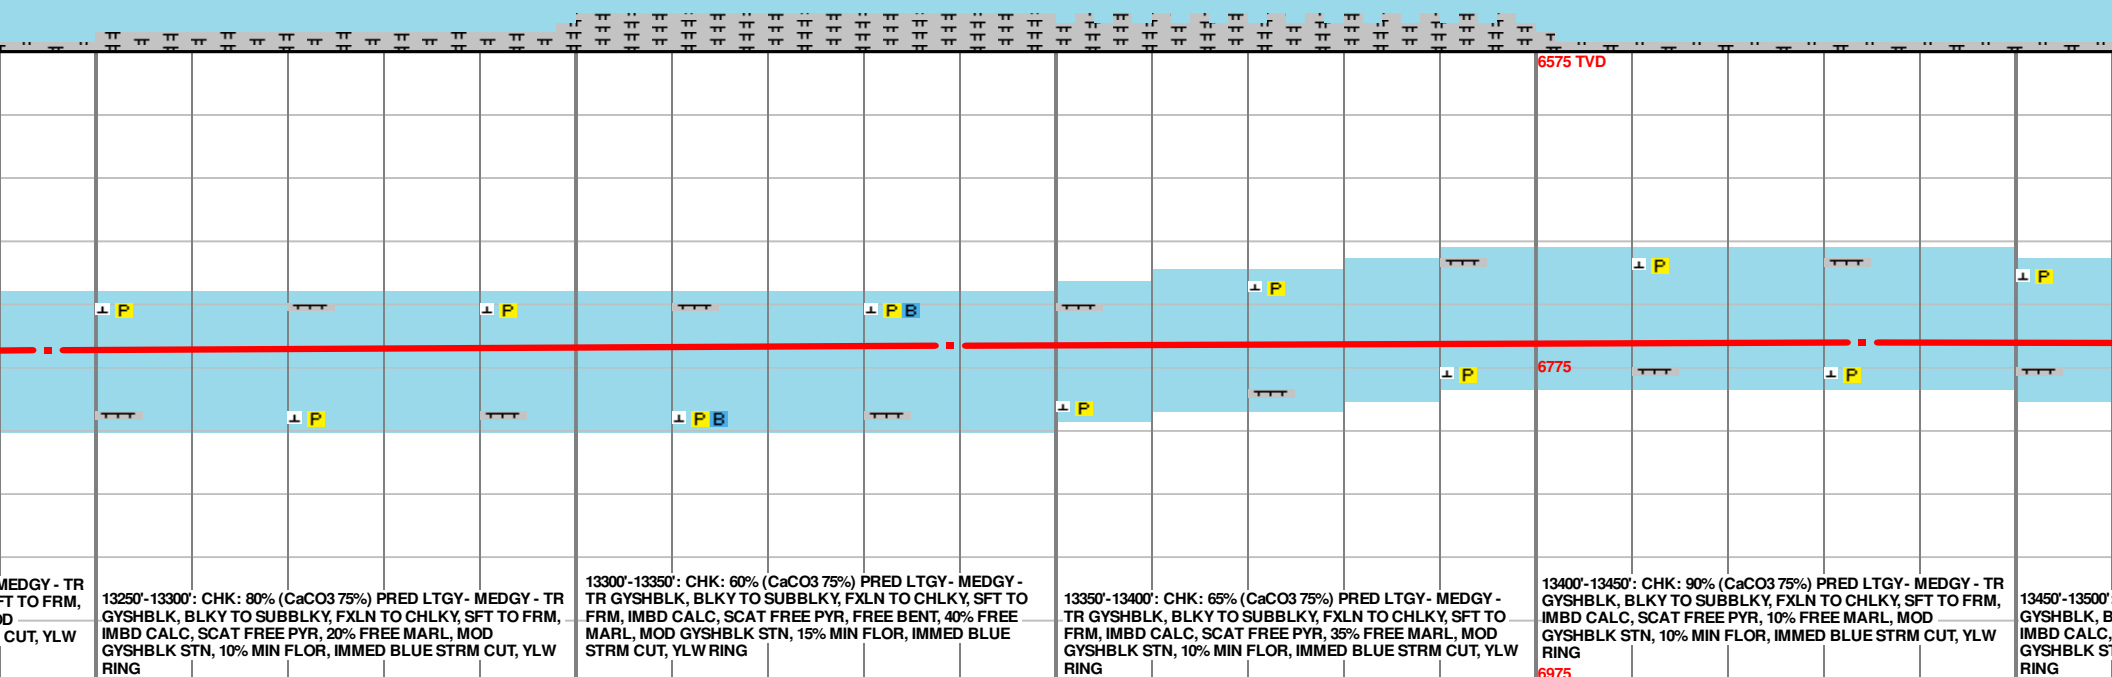 6575 TVD
P
P
P B
P
P
P
P
P B
P
P
6775
P
MEDGY - TR
FT TO FRM,
OD
CUT, YLW
13250'-13300': CHK: 80% (CaCO3 75%) PRED LTGY - MEDGY - TR
GYSHBLK, BLKY TO SUBBLKY, FXLN TO CHLKY, SFT TO FRM,
IMBD CALC, SCAT FREE PYR, 20% FREE MARL, MOD
GYSHBLK STN, 10% MIN FLOR, IMMED BLUE STRM CUT, YLW
RING
13300'-13350': CHK: 60% (CaCO3 75%) PRED LTGY - MEDGY -
TR GYSHBLK, BLKY TO SUBBLKY, FXLN TO CHLKY, SFT TO
FRM, IMBD CALC, SCAT FREE PYR, FREE BENT, 40% FREE
MARL, MOD GYSHBLK STN, 15% MIN FLOR, IMMED BLUE
STRM CUT, YLW RING
13350'-13400': CHK: 65% (CaCO3 75%) PRED LTGY - MEDGY -
TR GYSHBLK, BLKY TO SUBBLKY, FXLN TO CHLKY, SFT TO
FRM, IMBD CALC, SCAT FREE PYR, 35% FREE MARL, MOD
GYSHBLK STN, 10% MIN FLOR, IMMED BLUE STRM CUT, YLW
RING
13400'-13450': CHK: 90% (CaCO3 75%) PRED LTGY - MEDGY - TR
GYSHBLK, BLKY TO SUBBLKY, FXLN TO CHLKY, SFT TO FRM,
IMBD CALC, SCAT FREE PYR, 10% FREE MARL, MOD
GYSHBLK STN, 10% MIN FLOR, IMMED BLUE STRM CUT, YLW
RING
6975
13450'-13500'
GYSHBLK, B
IMBD CALC,
GYSHBLK ST
RING